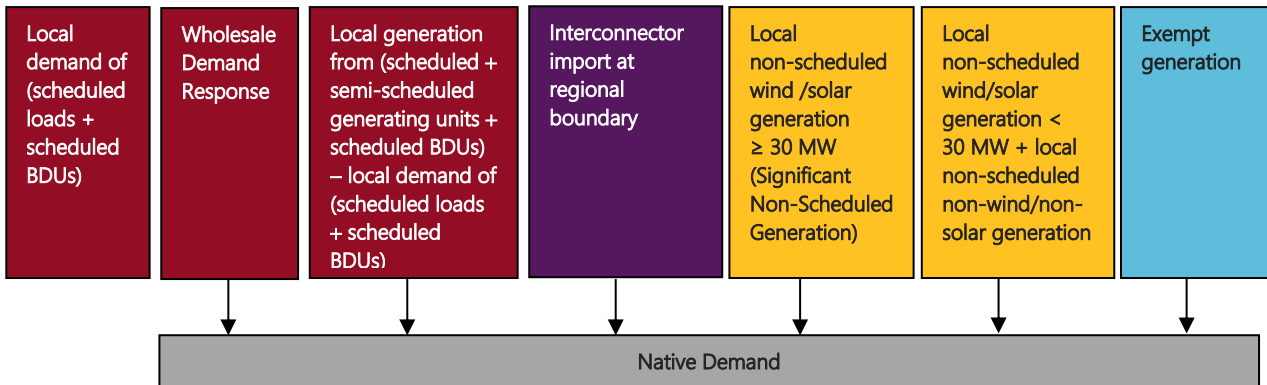 Local
demand of
(scheduled
loads +
scheduled
BDUs)
Wholesale
Demand
Response
Local generation
from (scheduled +
semi-scheduled
generating units +
scheduled BDUs)
– local demand of
(scheduled loads
+ scheduled
BDUs)
Interconnector
import at
regional
boundary
Local
non-scheduled
wind /solar
generation
≥ 30 MW
(Significant
Non-Scheduled
Generation)
Local
non-scheduled
wind/solar
generation <
30 MW + local
non-scheduled
non-wind/non-
solar generation
Exempt
generation
Native Demand